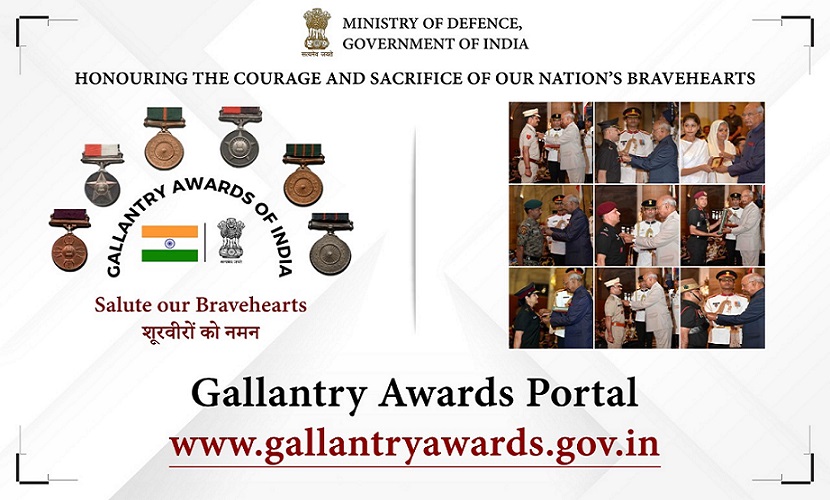 सत्यमेव जयते
MINISTRY OF DEFENCE,
GOVERNMENT OF INDIA
HONOURING THE COURAGE AND SACRIFICE OF OUR NATION'S BRAVEHEARTS
GALLANTRY AWARDS OF INDIA
सत्यमेव जयते
Salute our Bravehearts
शूरवीरों को नमन
Gallantry Awards Portal
www.gallantryawards.gov.in